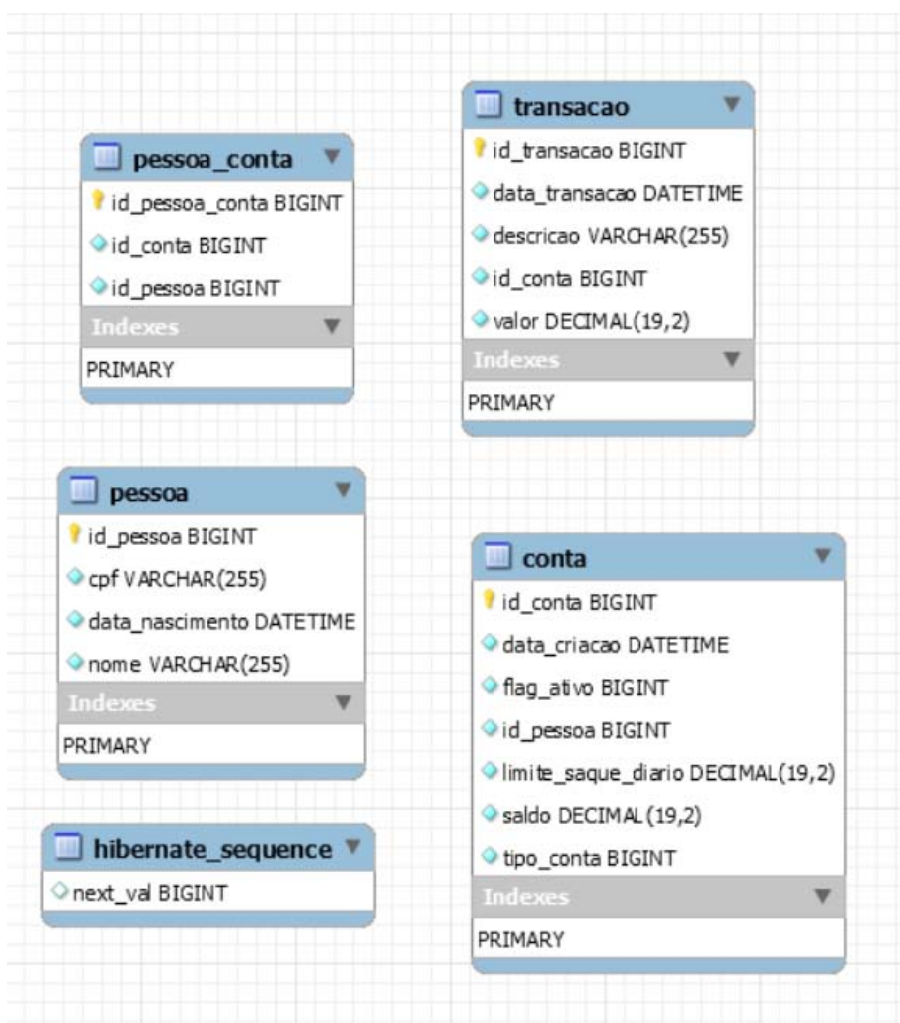 pessoa_conta
id_pessoa_conta BIGINT
id_conta BIGINT
id_pessoa BIGINT
Indexes
PRIMARY
transacao
id_transacao BIGINT
data_transacao DATETIME
descricao VARCHAR(255)
id_conta BIGINT
valor DECIMAL(19,2)
Indexes
PRIMARY
pessoa
id_pessoa BIGINT
cpf VARCHAR(255)
data_nascimento DATETIME
nome VARCHAR(255)
Indexes
PRIMARY
conta
id_conta BIGINT
data_criacao DATETIME
flag_ativo BIGINT
id_pessoa BIGINT
limite_saque_diario DECIMAL(19,2)
saldo DECIMAL(19,2)
tipo_conta BIGINT
Indexes
PRIMARY
hibernate_sequence
next_val BIGINT